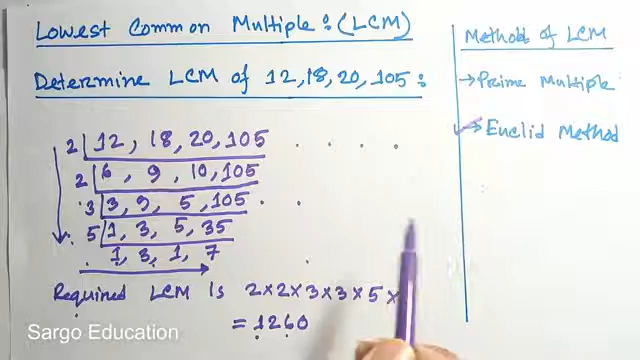 Lowest Common Multiple: (LCM)
Determine LCM of 12, 18, 20, 105:
2 | 12, 18, 20, 105 . . . .
2 | 6, 9, 10, 105
3 | 3, 9, 5, 105 . .
5 | 1, 3, 5, 35
1, 3, 1, 7
Required LCM is 2×2×3×3×5×
= 1260
Methods of LCM
→ Prime Multiple
→ Euclid Method
Sargo Education